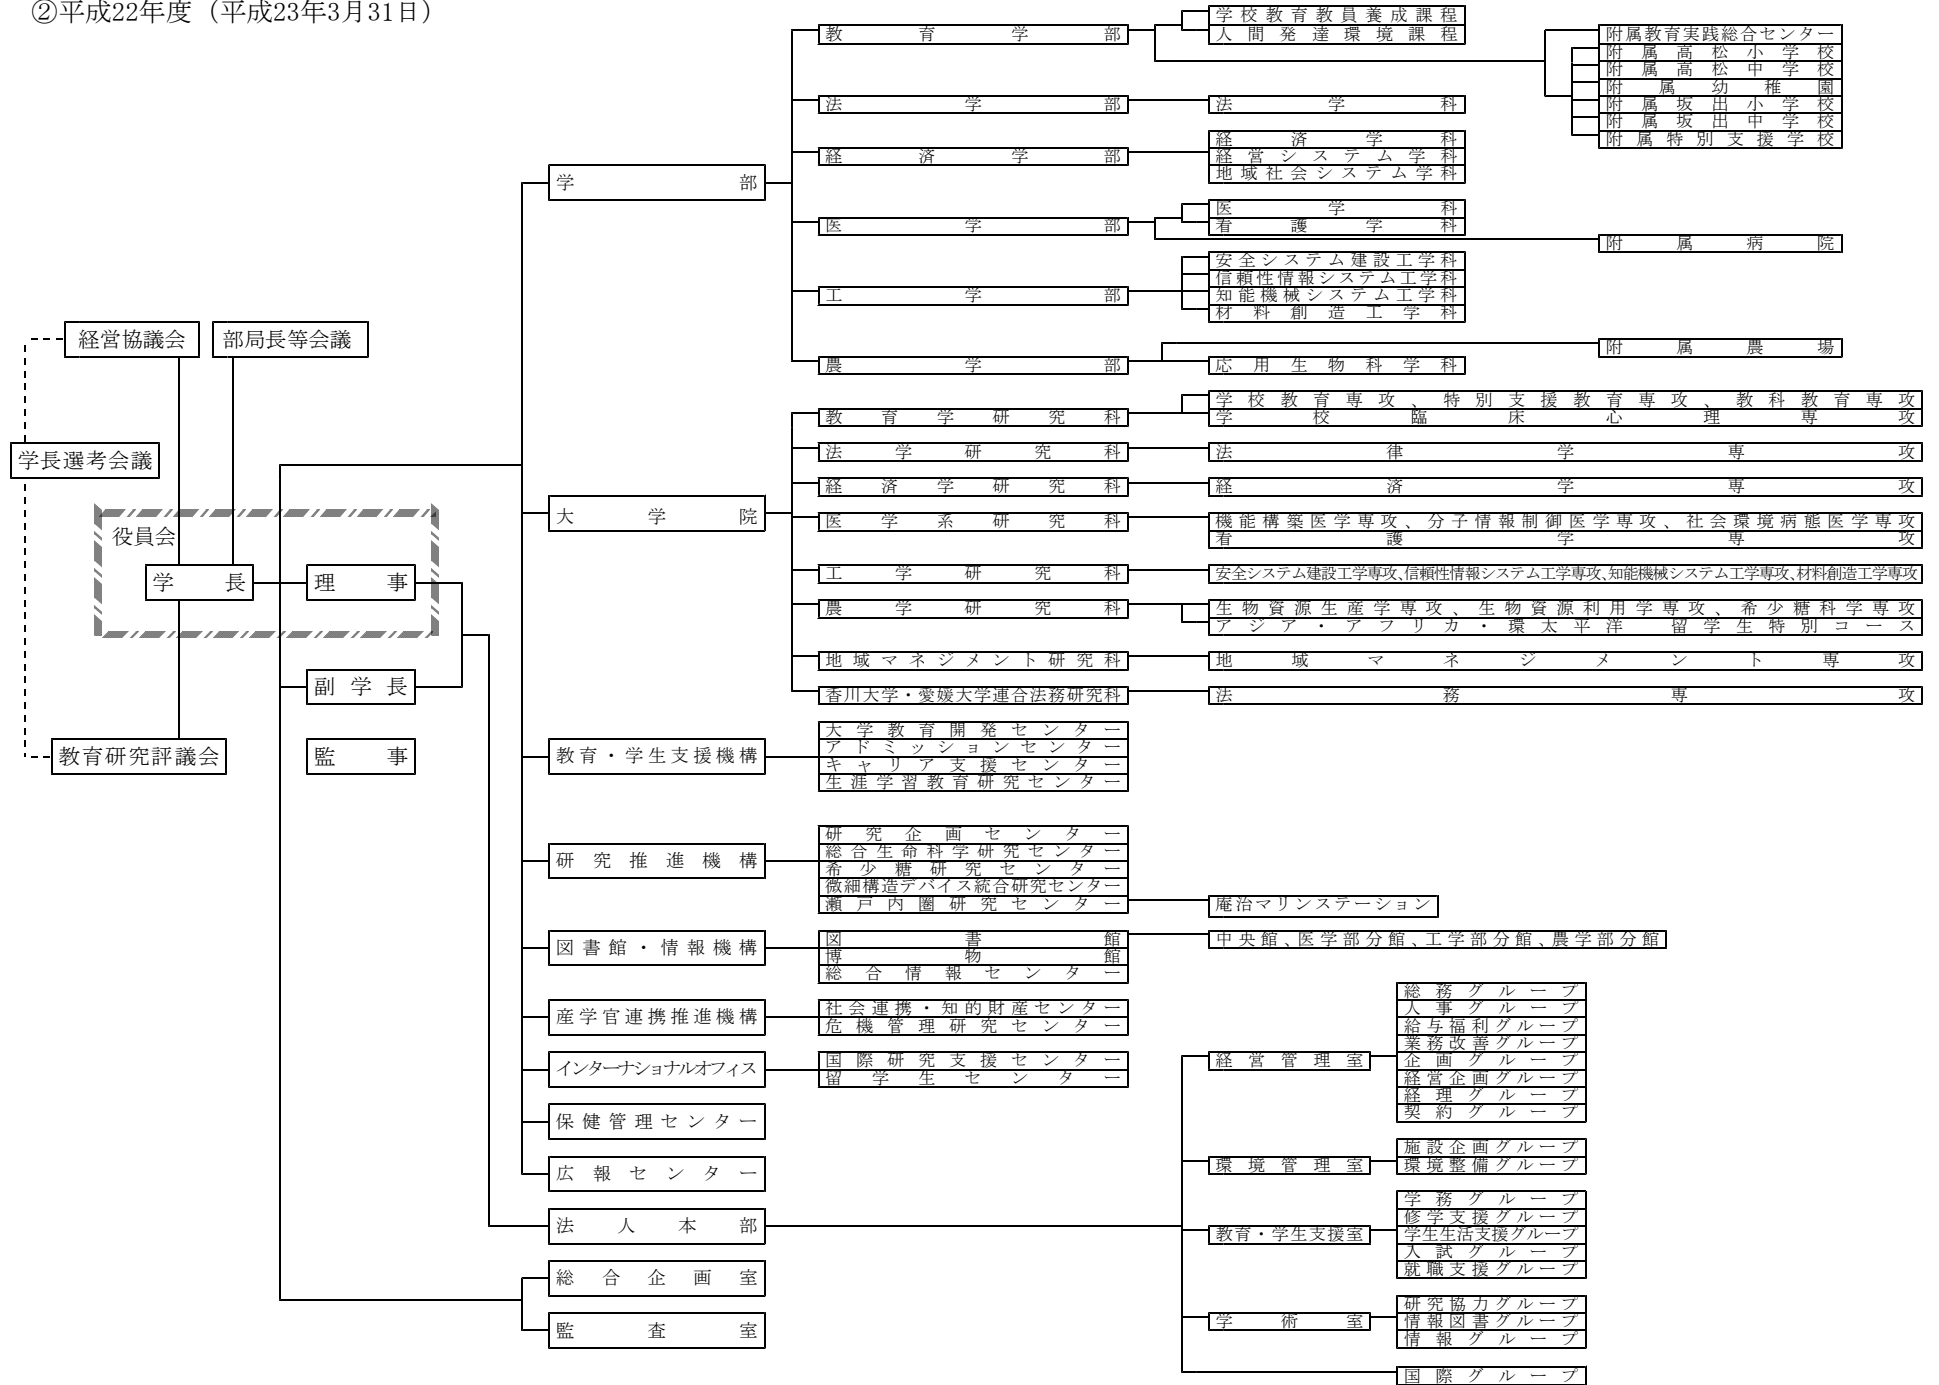 ②平成22年度（平成23年3月31日）
経営協議会
部局長等会議
学長選考会議
役員会
学長
理事
副学長
教育研究評議会
監事
学部
教育学部
学校教育教員養成課程
人間発達環境課程
附属教育実践総合センター
附属高松小学校
附属高松中学校
附属幼稚園
附属坂出小学校
附属坂出中学校
附属特別支援学校
法学部
法学科
経済学部
経済学科
経営システム学科
地域社会システム学科
医学部
医学科
看護学科
附属病院
工学部
安全システム建設工学科
信頼性情報システム工学科
知能機械システム工学科
材料創造工学科
農学部
附属農場
応用生物科学科
大学院
教育学研究科
学校教育専攻、特別支援教育専攻、教科教育専攻
学校臨床心理専攻
法学研究科
法律学専攻
経済学研究科
経済学専攻
医学系研究科
機能構築医学専攻、分子情報制御医学専攻、社会環境病態医学専攻
看護学専攻
工学研究科
安全システム建設工学専攻、信頼性情報システム工学専攻、知能機械システム工学専攻、材料創造工学専攻
農学研究科
生物資源生産学専攻、生物資源利用学専攻、希少糖科学専攻
アジア・アフリカ・環太平洋 留学生特別コース
地域マネジメント研究科
地域マネジメント専攻
香川大学・愛媛大学連合法務研究科
法務専攻
教育・学生支援機構
大学教育開発センター
アドミッションセンター
キャリア支援センター
生涯学習教育研究センター
研究推進機構
研究企画センター
総合生命科学研究センター
希少糖研究センター
微細構造デバイス統合研究センター
瀬戸内圏研究センター
庵治マリンステーション
図書館・情報機構
図書館
中央館、医学部分館、工学部分館、農学部分館
博物館
総合情報センター
産学官連携推進機構
社会連携・知的財産センター
危機管理研究センター
インターナショナルオフィス
国際研究支援センター
留学生センター
保健管理センター
広報センター
法人本部
経営管理室
総務グループ
人事グループ
給与福利グループ
業務改善グループ
企画グループ
経営企画グループ
経理グループ
契約グループ
環境管理室
施設企画グループ
環境整備グループ
教育・学生支援室
学務グループ
修学支援グループ
学生生活支援グループ
入試グループ
就職支援グループ
学術室
研究協力グループ
情報図書グループ
情報グループ
国際グループ
総合企画室
監査室